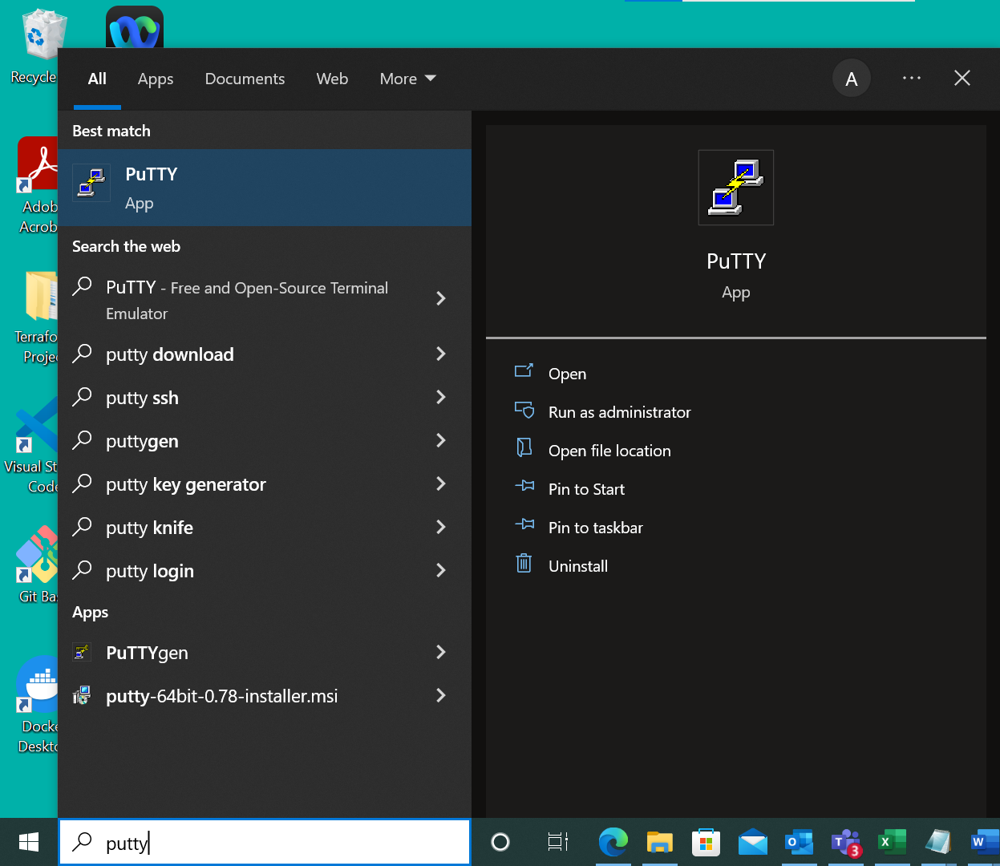 Recycle
Adob
Acrob
Terrafo
Projec
Visual St
Code
Git Bas
Docke
Deskto
All
Apps
Documents
Web
More
A
Best match
PuTTY
App
Search the web
PuTTY - Free and Open-Source Terminal
Emulator
putty download
putty ssh
puttygen
putty key generator
putty knife
putty login
Apps
PuTTYgen
putty-64bit-0.78-installer.msi
PuTTY
App
Open
Run as administrator
Open file location
Pin to Start
Pin to taskbar
Uninstall
putty
O
T
3
X
W